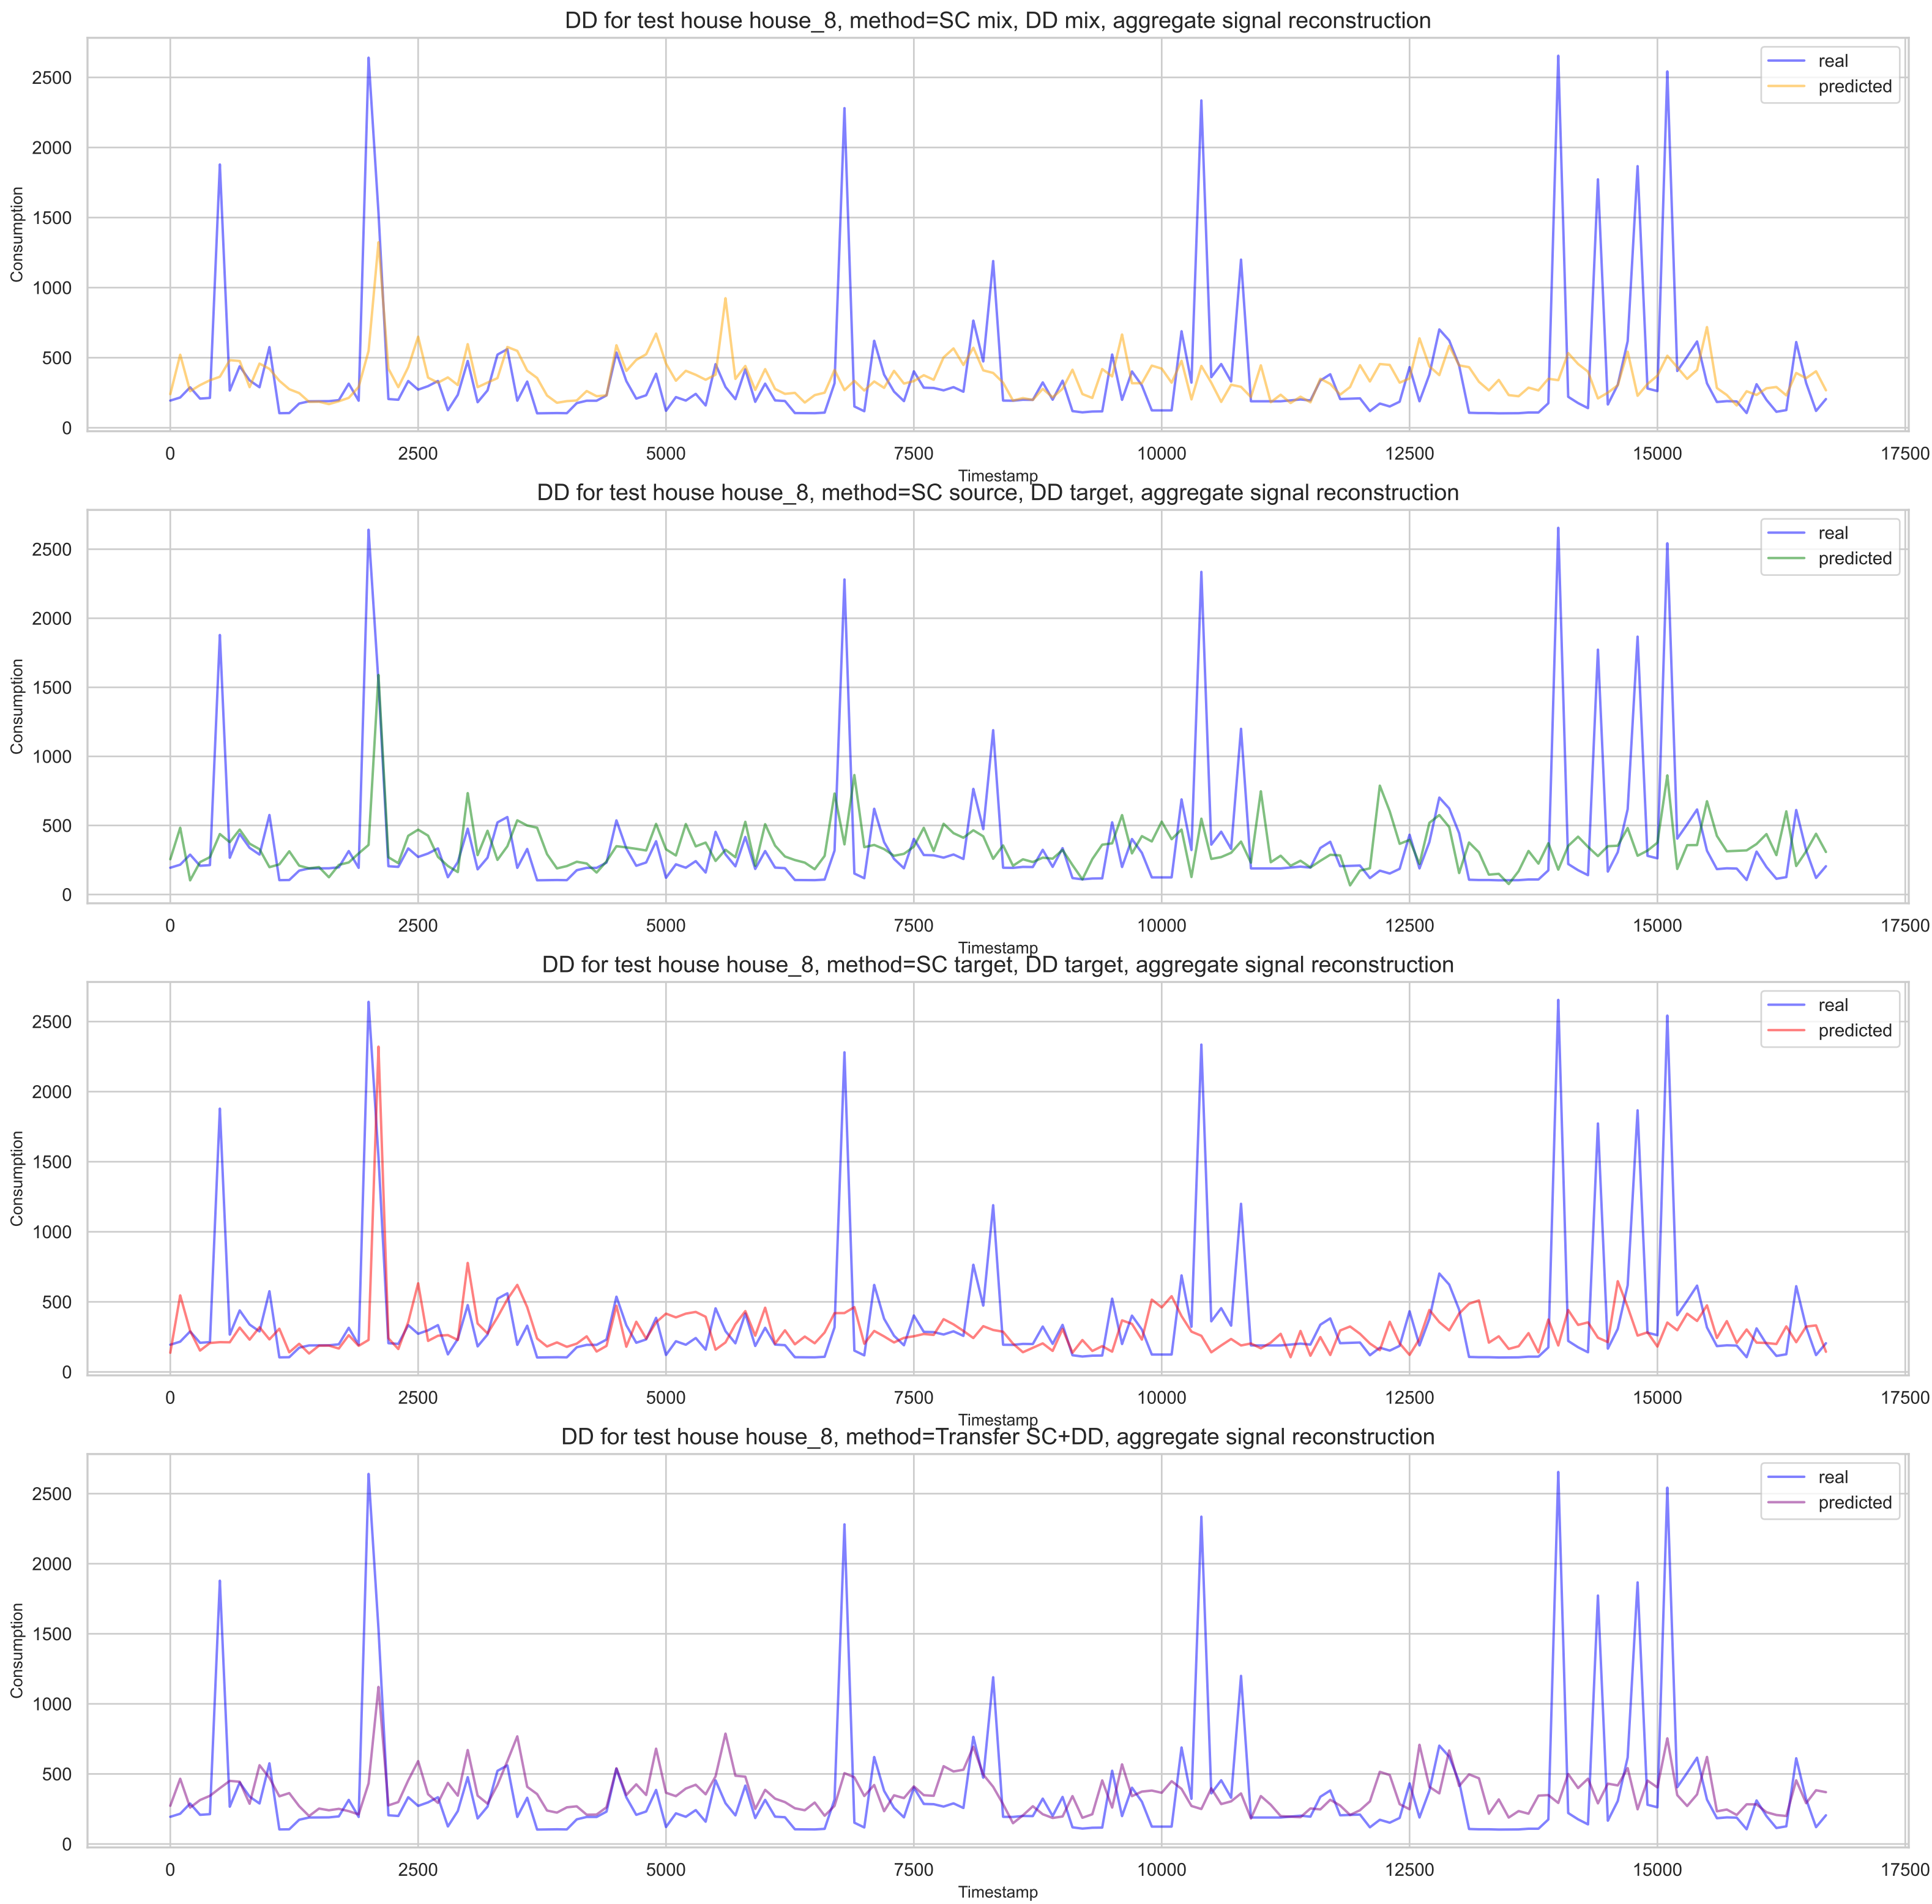 DD for test house house_8, method=SC mix, DD mix, aggregate signal reconstruction
real
predicted
Consumption
2500
2000
1500
1000
500
0
0 2500 5000 7500 10000 12500 15000 17500
Timestamp
DD for test house house_8, method=SC source, DD target, aggregate signal reconstruction
real
predicted
Consumption
2500
2000
1500
1000
500
0
0 2500 5000 7500 10000 12500 15000 17500
Timestamp
DD for test house house_8, method=SC target, DD target, aggregate signal reconstruction
real
predicted
Consumption
2500
2000
1500
1000
500
0
0 2500 5000 7500 10000 12500 15000 17500
Timestamp
DD for test house house_8, method=Transfer SC+DD, aggregate signal reconstruction
real
predicted
Consumption
2500
2000
1500
1000
500
0
0 2500 5000 7500 10000 12500 15000 17500
Timestamp